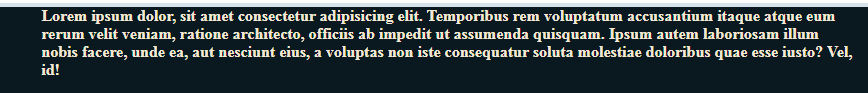 Lorem ipsum dolor, sit amet consectetur adipisicing elit. Temporibus rem voluptatum accusantium itaque atque eum
rerum velit veniam, ratione architecto, officiis ab impedit ut assumenda quisquam. Ipsum autem laboriosam illum
nobis facere, unde ea, aut nesciunt eius, a voluptas non iste consequatur soluta molestiae doloribus quae esse iusto? Vel,
id!